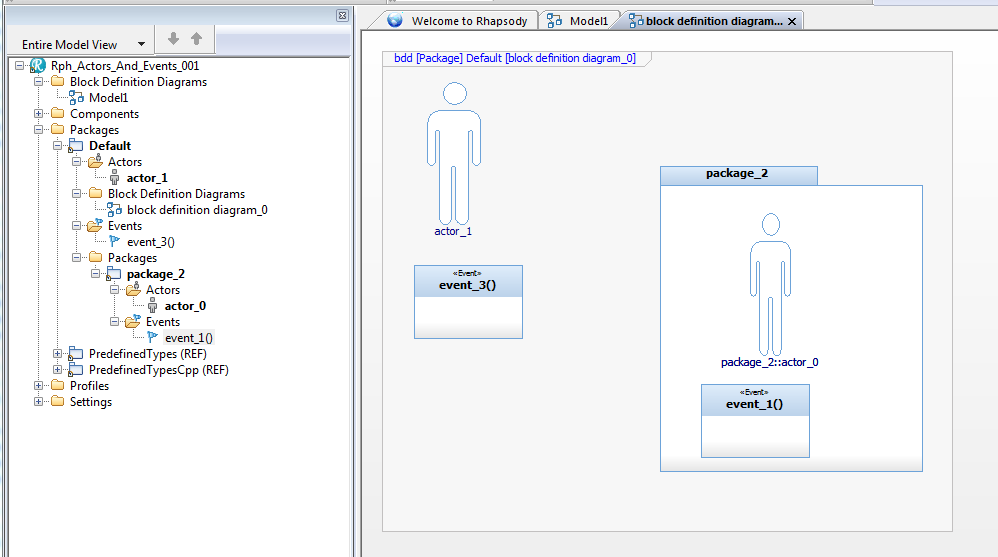 Entire Model View
Rph_Actors_And_Events_001
Block Definition Diagrams
Model1
Components
Packages
Default
Actors
actor_1
Block Definition Diagrams
block definition diagram_0
Events
event_3()
Packages
package_2
Actors
actor_0
Events
event_1()
PredefinedTypes (REF)
PredefinedTypesCpp (REF)
Profiles
Settings
Welcome to Rhapsody
Model1
block definition diagram...
bdd [Package] Default [block definition diagram_0]
actor_1
«Event»
event_3()
package_2
package_2::actor_0
«Event»
event_1()